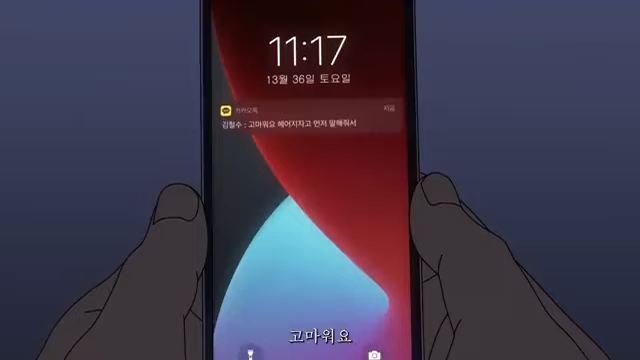 11:17
13월 36일 토요일
카카오톡 지금
김철수 : 고마워요 헤어지자고 먼저 말해줘서
고마워요